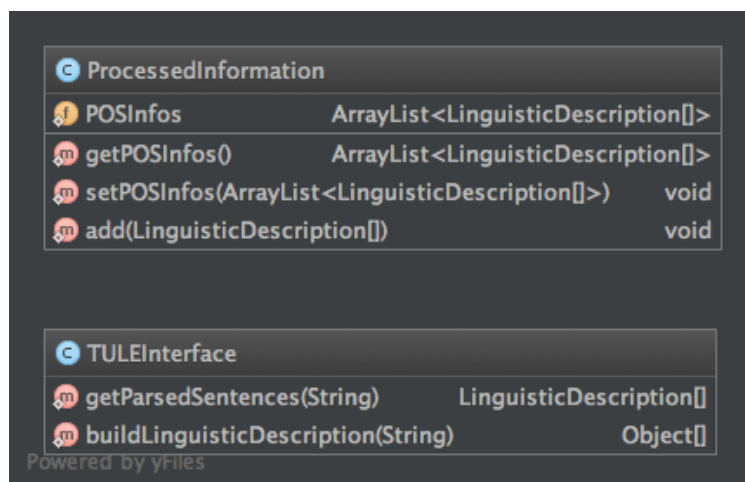 ProcessedInformation
POSInfos ArrayList<LinguisticDescription[]>
getPOSInfos() ArrayList<LinguisticDescription[]>
setPOSInfos(ArrayList<LinguisticDescription[]>) void
add(LinguisticDescription[]) void
TULEInterface
getParsedSentences(String) LinguisticDescription[]
buildLinguisticDescription(String) Object[]
Powered by yFiles